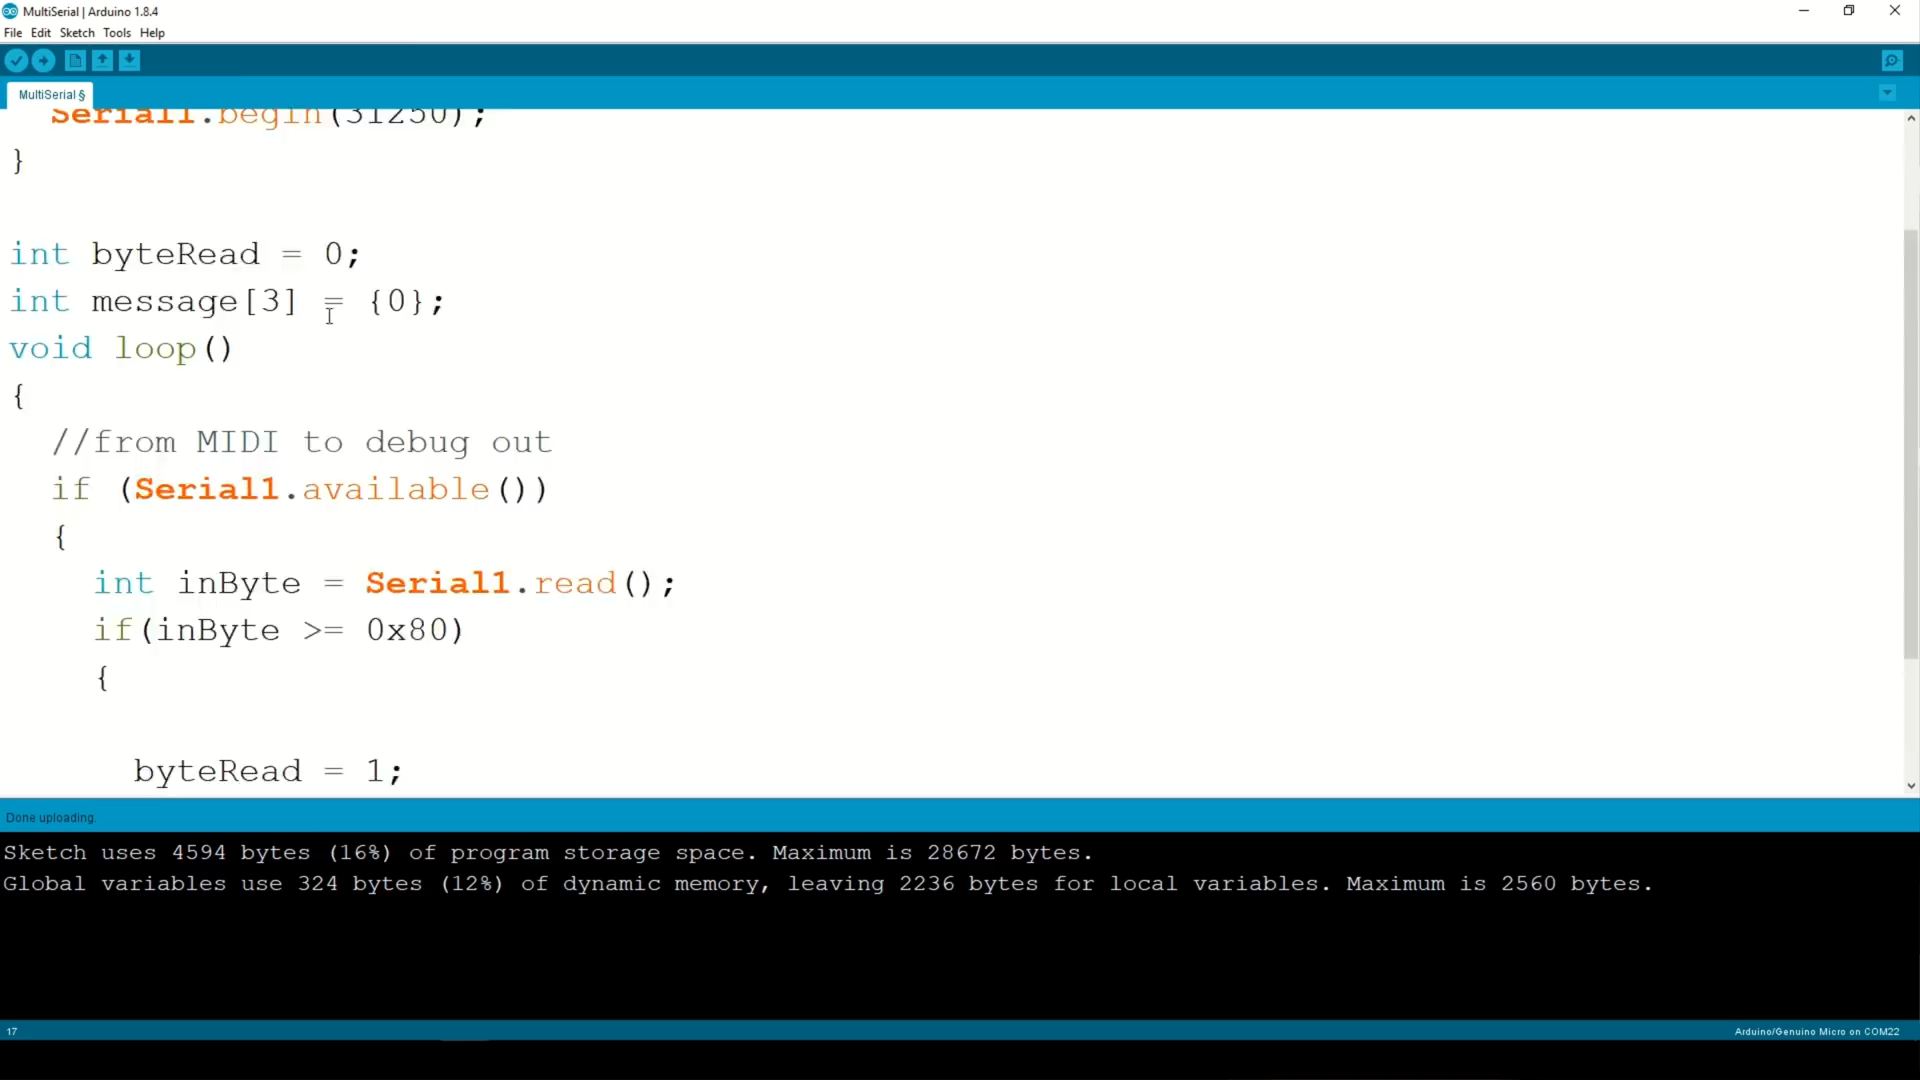 MultiSerial | Arduino 1.8.4
File Edit Sketch Tools Help
MultiSerial §
Serial1.begin(31250);
}
int byteRead = 0;
int message[3] = {0};
void loop()
{
//from MIDI to debug out
if (Serial1.available())
{
int inByte = Serial1.read();
if(inByte >= 0x80)
{
byteRead = 1;
Done uploading.
Sketch uses 4594 bytes (16%) of program storage space. Maximum is 28672 bytes.
Global variables use 324 bytes (12%) of dynamic memory, leaving 2236 bytes for local variables. Maximum is 2560 bytes.
17
Arduino/Genuino Micro on COM22